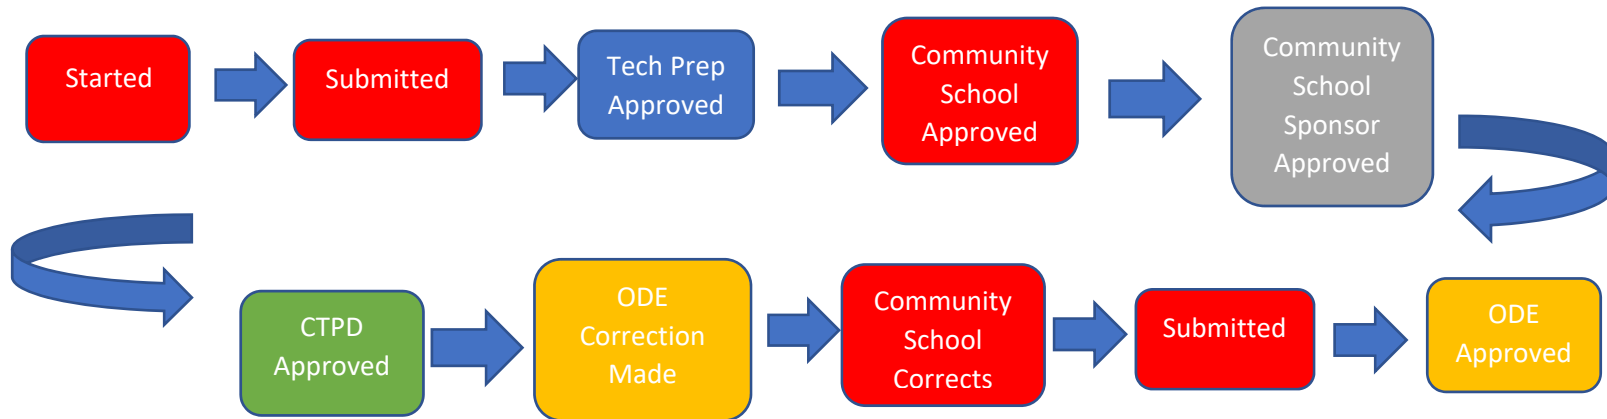 Started
Submitted
Tech Prep
Approved
Community
School
Approved
Community
School
Sponsor
Approved
CTPD
Approved
ODE
Correction
Made
Community
School
Corrects
Submitted
ODE
Approved